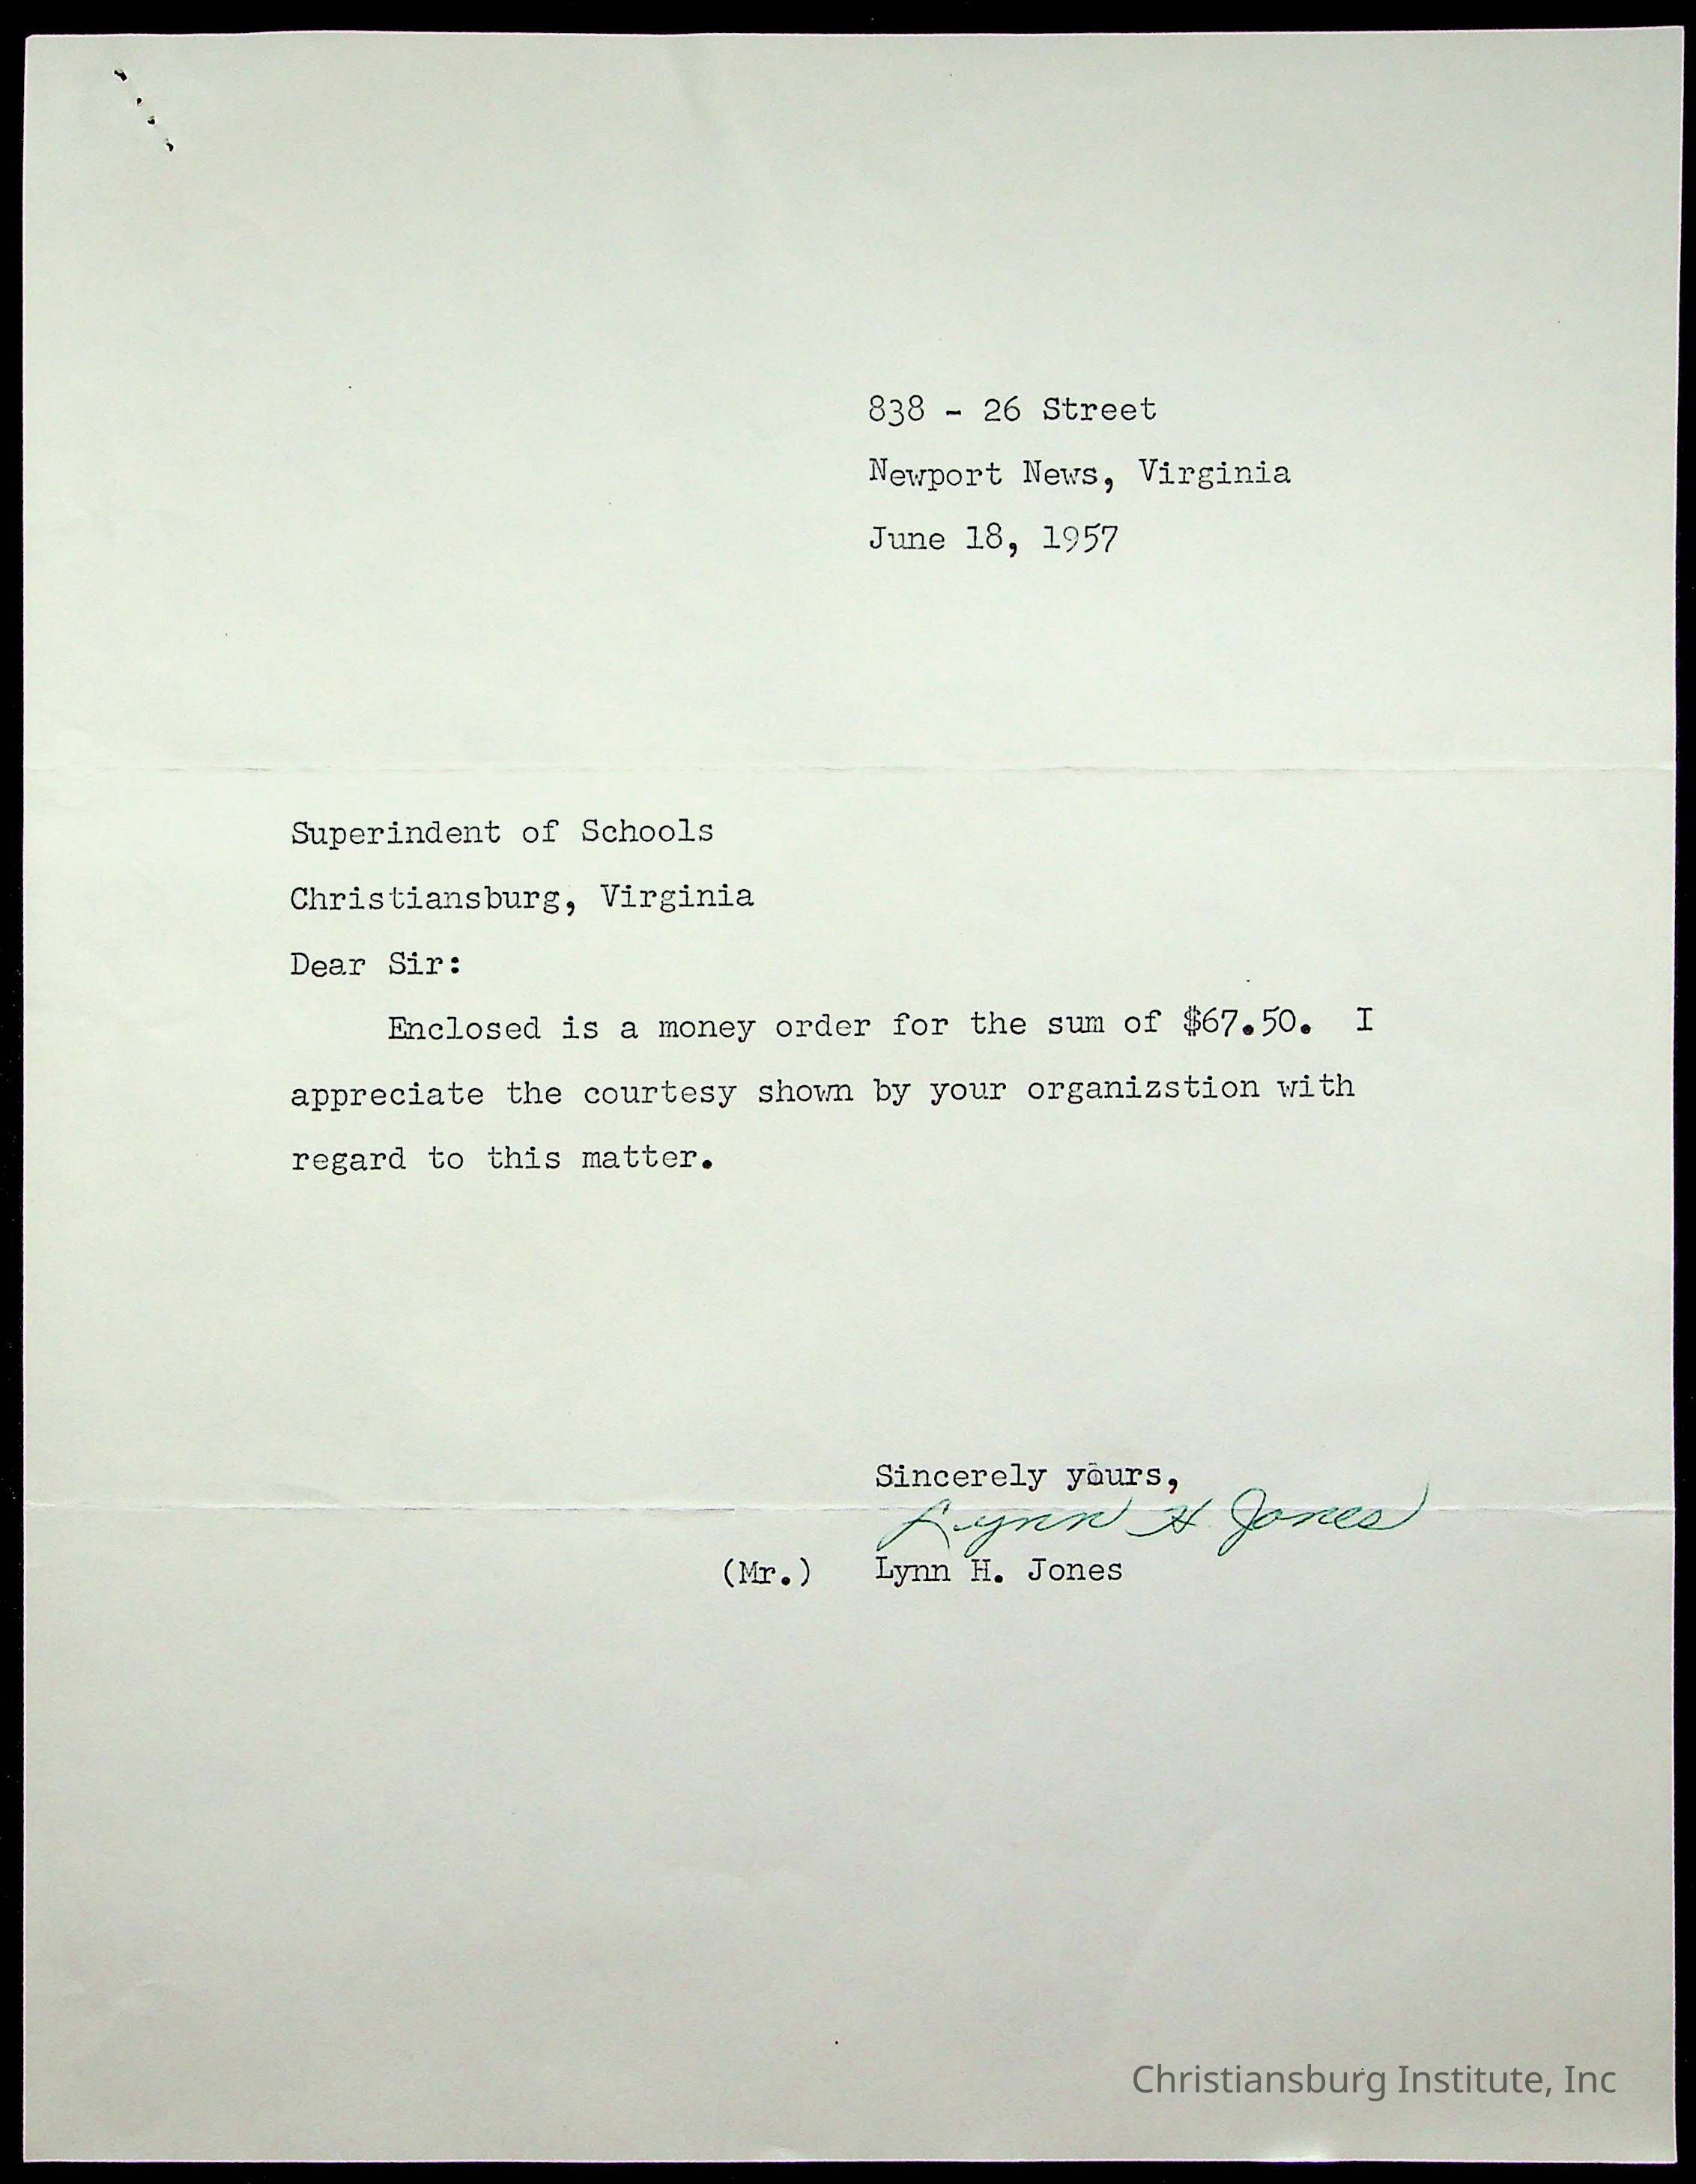 838 - 26 Street
Newport News, Virginia
June 18, 1957
Superindent of Schools
Christiansburg, Virginia
Dear Sir:
Enclosed is a money order for the sum of $67.50. I
appreciate the courtesy shown by your organizstion with
regard to this matter.
Sincerely yours,
Lynn H. Jones
(Mr.) Lynn H. Jones
Christiansburg Institute, Inc